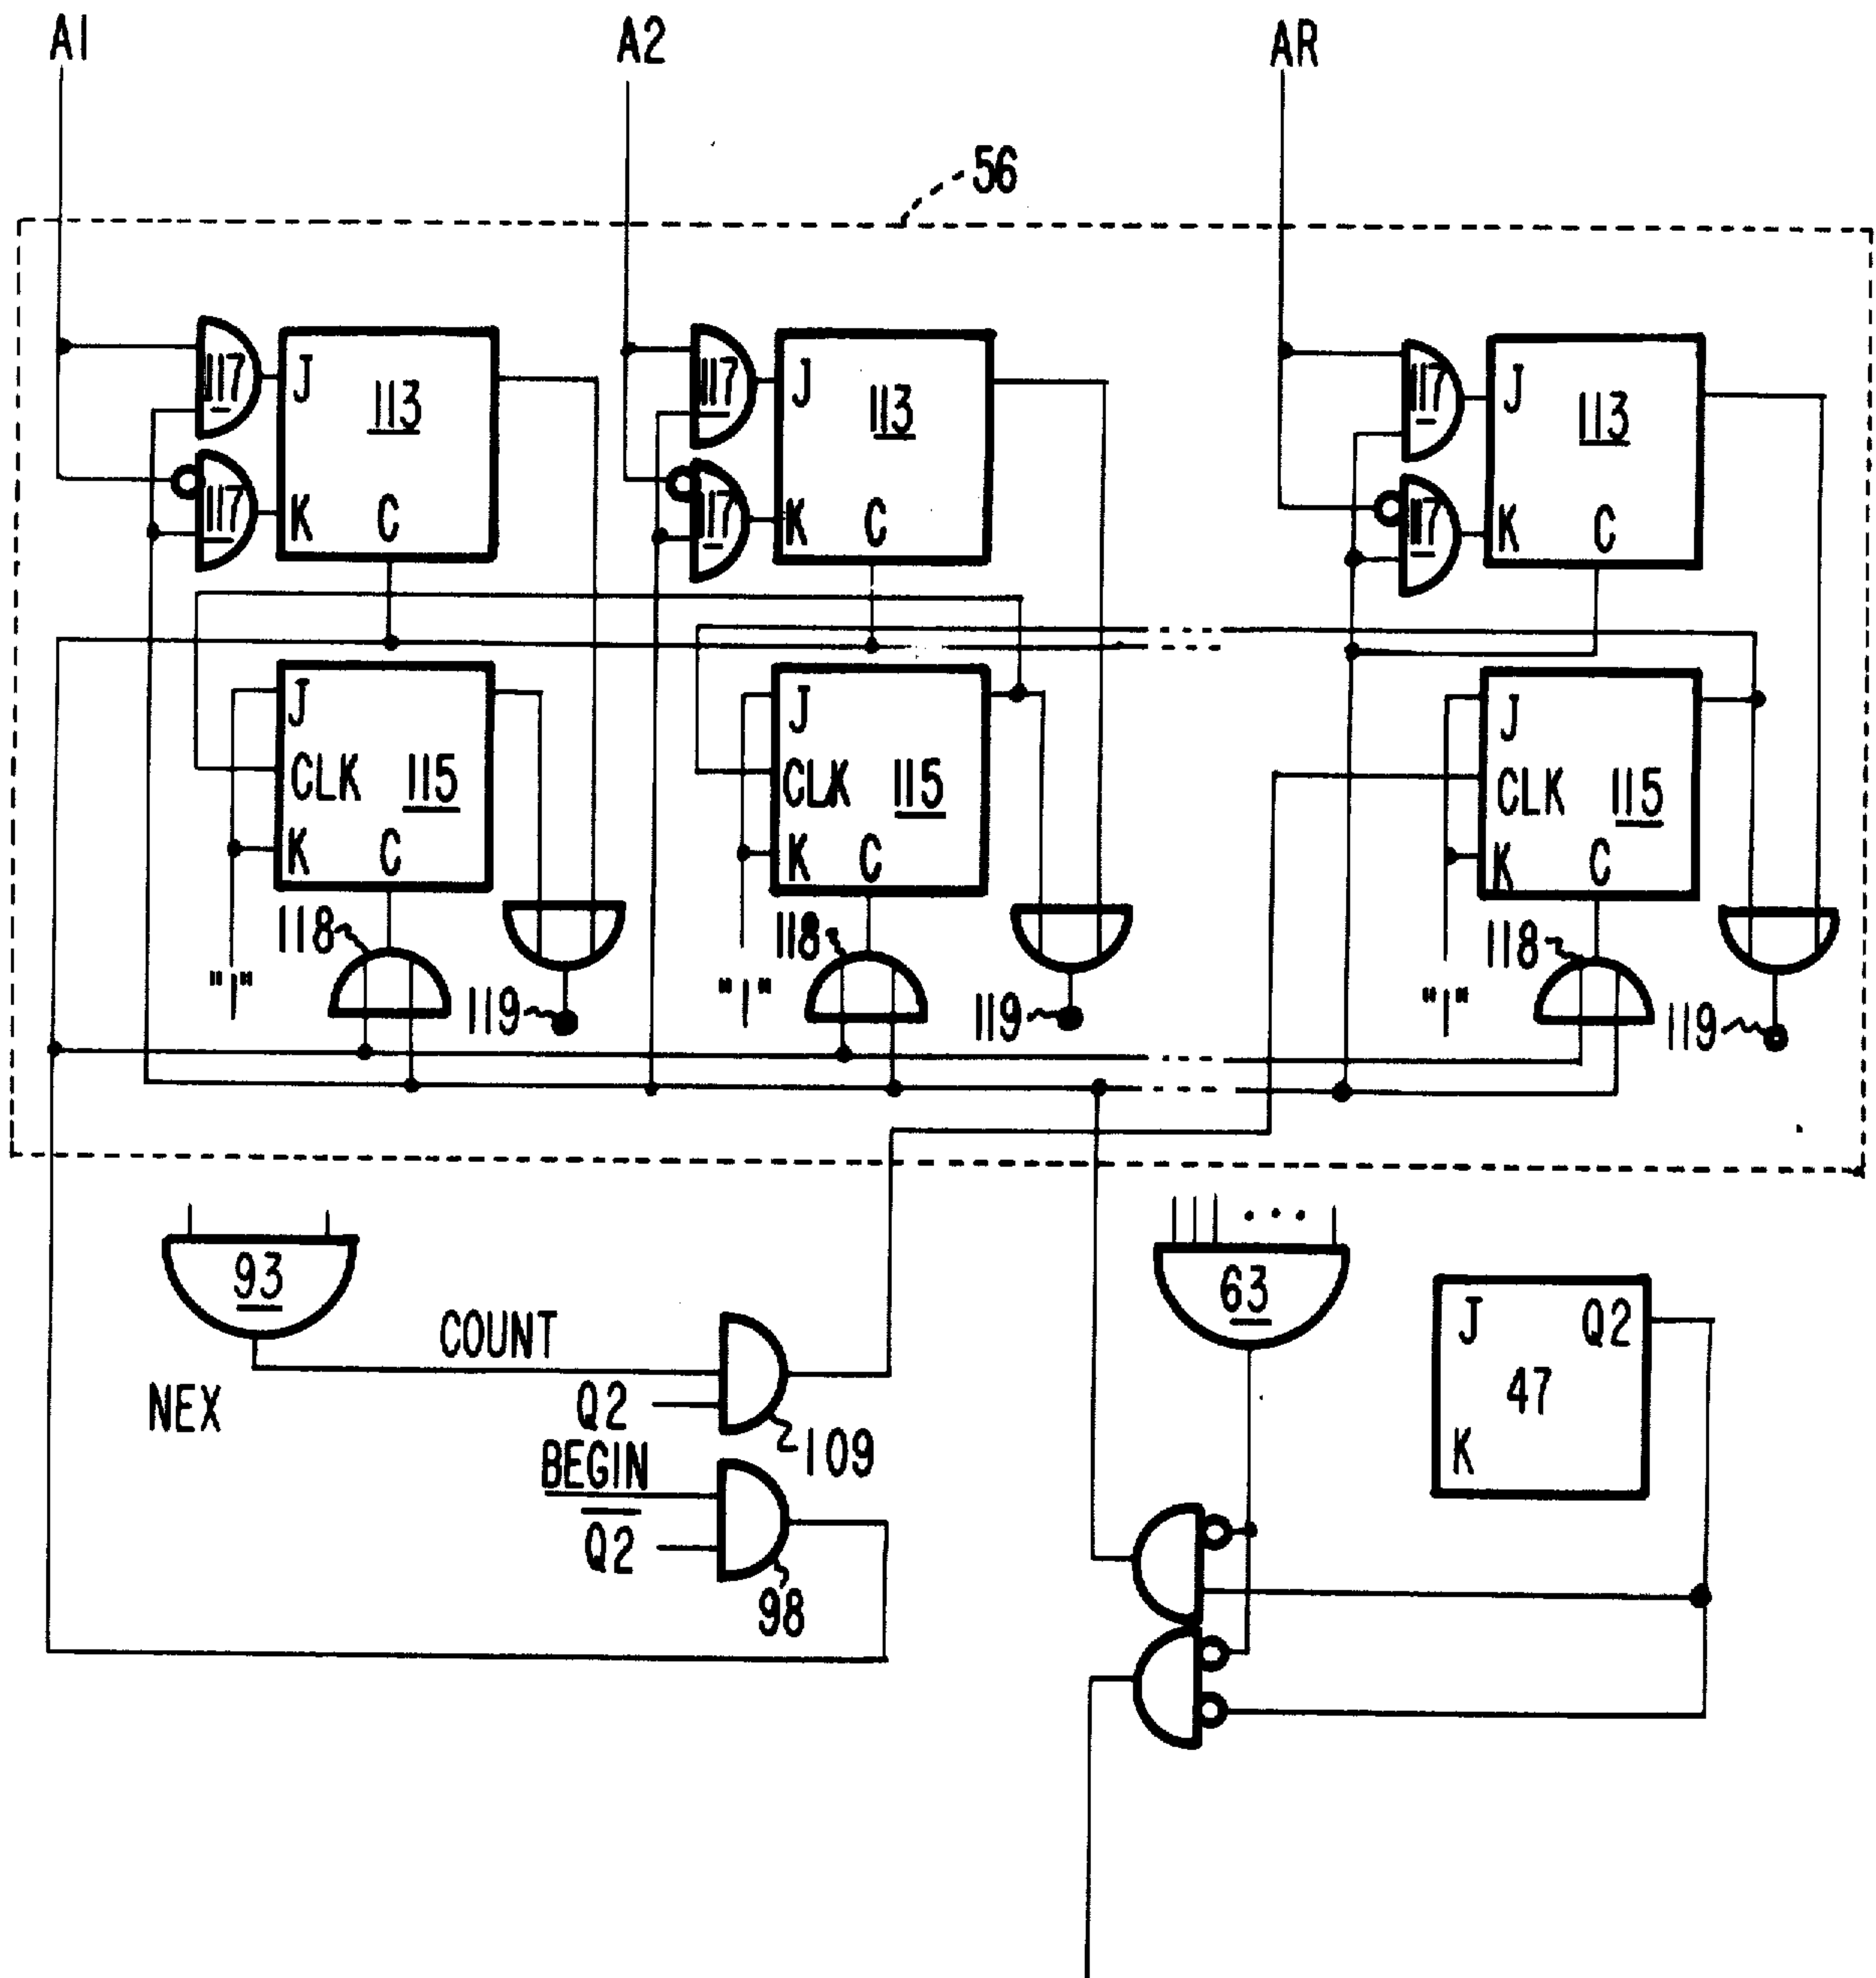 A1 A2 AR
56
117 J 113 117 J 113 117 J 113
117 K C 117 K C 117 K C
J J J
CLK 115 CLK 115 CLK 115
K C K C K C
118 118 118
"1" "1" "1"
119 119 119
93 63
COUNT J Q2
NEX Q2 47
109 K
BEGIN
Q2
98